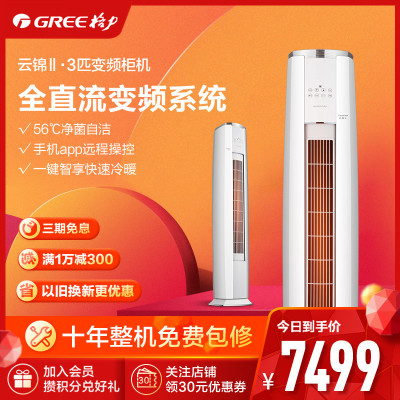 GREE格力
云锦Ⅱ·3匹变频柜机
全直流变频系统
✓56℃净菌自洁
✓手机app远程操控
✓一键智享快速冷暖
免 三期免息
减 满1万减300
省 以旧换新更优惠
十年整机免费包修
今日到手价
¥7499
加入会员
攒积分兑好礼
30
关注店铺
领30元优惠券